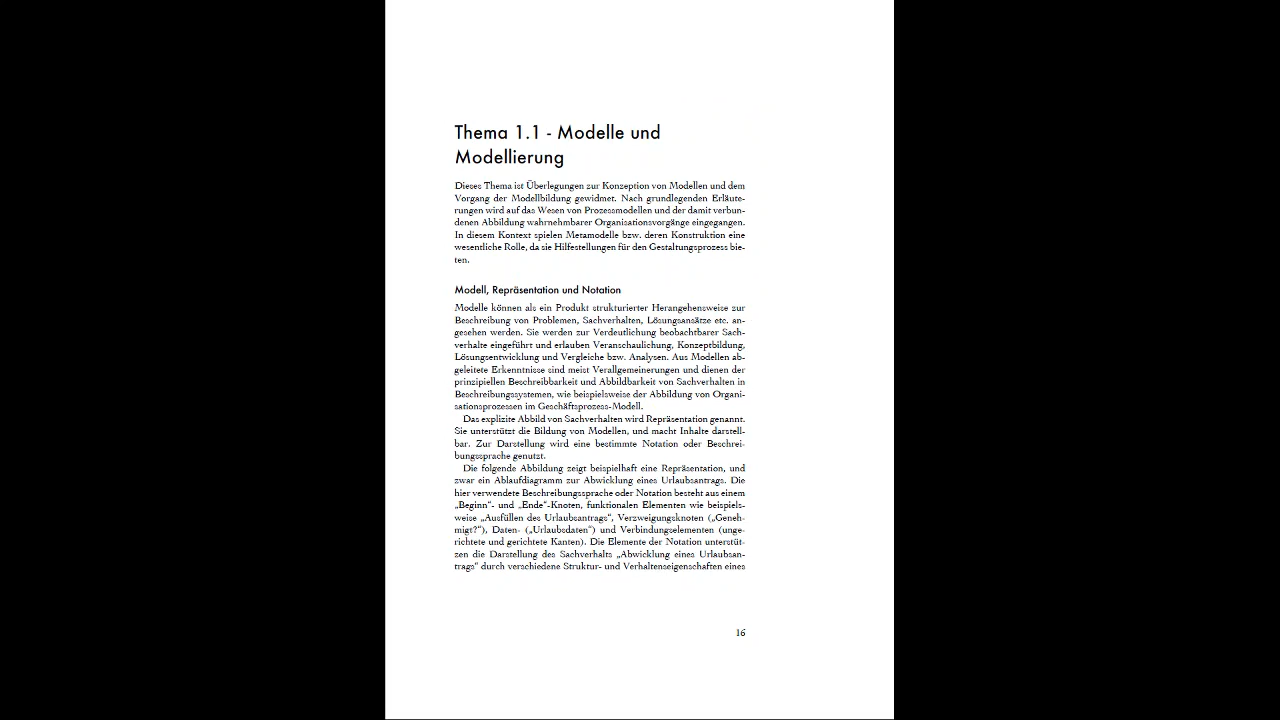 Thema 1.1 - Modelle und
Modellierung
Dieses Thema ist Überlegungen zur Konzeption von Modellen und dem
Vorgang der Modellbildung gewidmet. Nach grundlegenden Erläute-
rungen wird auf das Wesen von Prozessmodellen und der damit verbun-
denen Abbildung wahrnehmbarer Organisationsvorgänge eingegangen.
In diesem Kontext spielen Metamodelle bzw. deren Konstruktion eine
wesentliche Rolle, da sie Hilfestellungen für den Gestaltungsprozess bie-
ten.
Modell, Repräsentation und Notation
Modelle können als ein Produkt strukturierter Herangehensweise zur
Beschreibung von Problemen, Sachverhalten, Lösungsansätze etc. an-
gesehen werden. Sie werden zur Verdeutlichung beobachtbarer Sach-
verhalte eingeführt und erlauben Veranschaulichung, Konzeptbildung,
Lösungsentwicklung und Vergleiche bzw. Analysen. Aus Modellen ab-
geleitete Erkenntnisse sind meist Verallgemeinerungen und dienen der
prinzipiellen Beschreibbarkeit und Abbildbarkeit von Sachverhalten in
Beschreibungssystemen, wie beispielsweise der Abbildung von Organi-
sationsprozessen im Geschäftsprozess-Modell.
Das explizite Abbild von Sachverhalten wird Repräsentation genannt.
Sie unterstützt die Bildung von Modellen, und macht Inhalte darstell-
bar. Zur Darstellung wird eine bestimmte Notation oder Beschrei-
bungssprache genutzt.
Die folgende Abbildung zeigt beispielhaft eine Repräsentation, und
zwar ein Ablaufdiagramm zur Abwicklung eines Urlaubsantrags. Die
hier verwendete Beschreibungssprache oder Notation besteht aus einem
„Beginn“- und „Ende“-Knoten, funktionalen Elementen wie beispiels-
weise „Ausfüllen des Urlaubsantrags“, Verzweigungsknoten („Geneh-
migt?“), Daten- („Urlaubsdaten“) und Verbindungselementen (unge-
richtete und gerichtete Kanten). Die Elemente der Notation unterstüt-
zen die Darstellung des Sachverhalts „Abwicklung eines Urlaubsan-
trags“ durch verschiedene Struktur- und Verhaltenseigenschaften eines
16